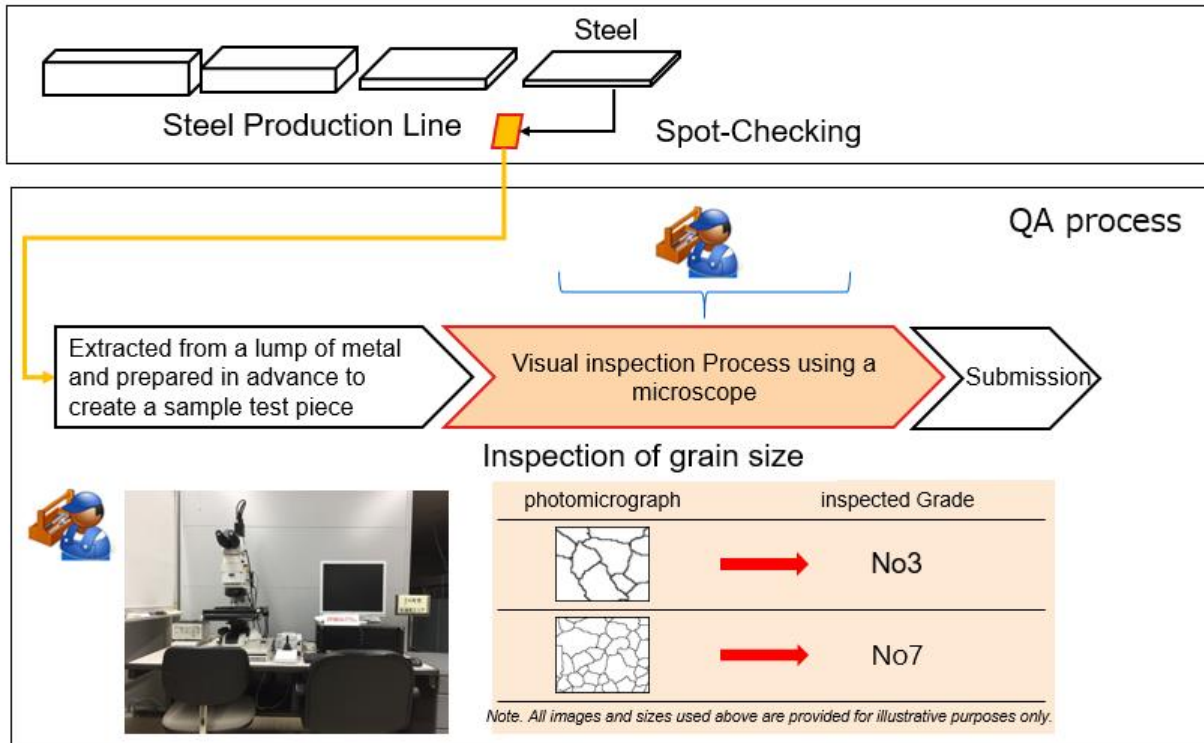 Steel
Steel Production Line
Spot-Checking
QA process
Extracted from a lump of metal
and prepared in advance to
create a sample test piece
Visual inspection Process using a
microscope
Submission
Inspection of grain size
photomicrograph
inspected Grade
No3
No7
Note. All images and sizes used above are provided for illustrative purposes only.